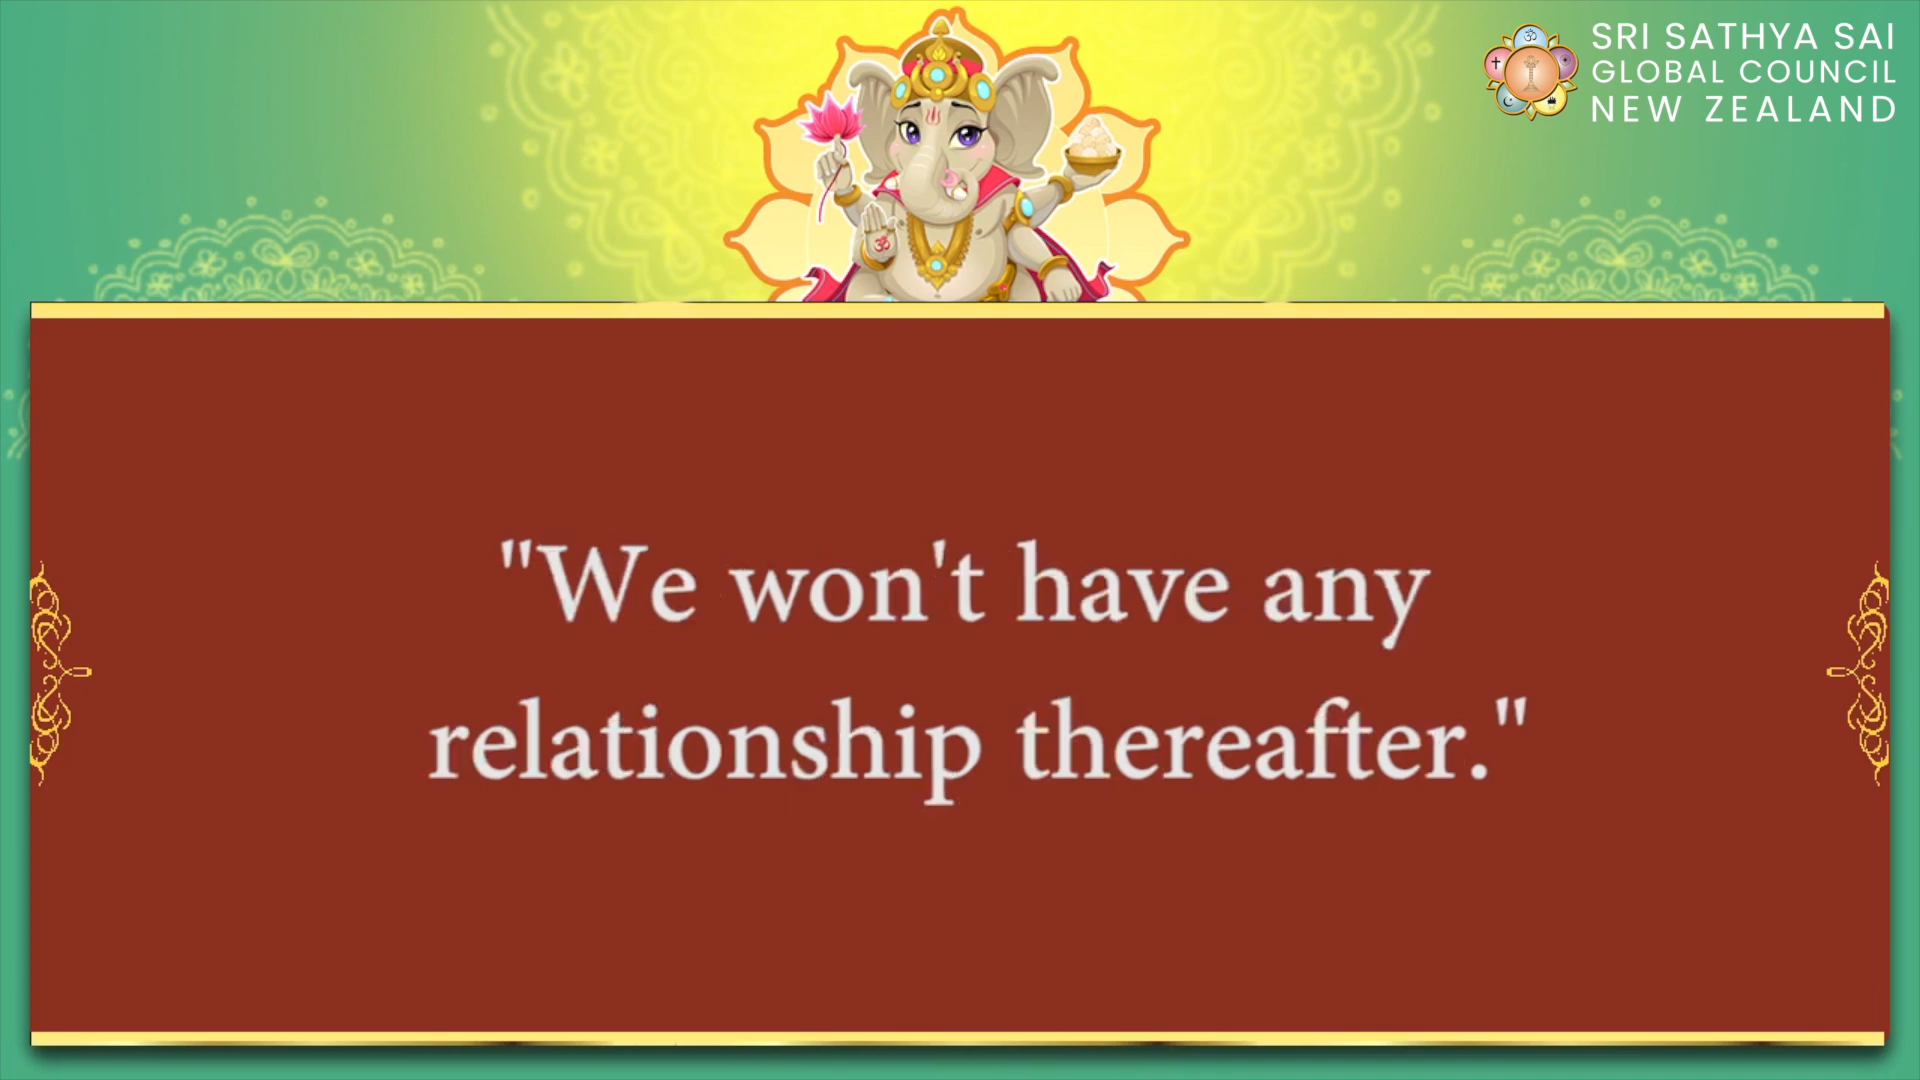 SRI SATHYA SAI
GLOBAL COUNCIL
NEW ZEALAND
"We won't have any
relationship thereafter."